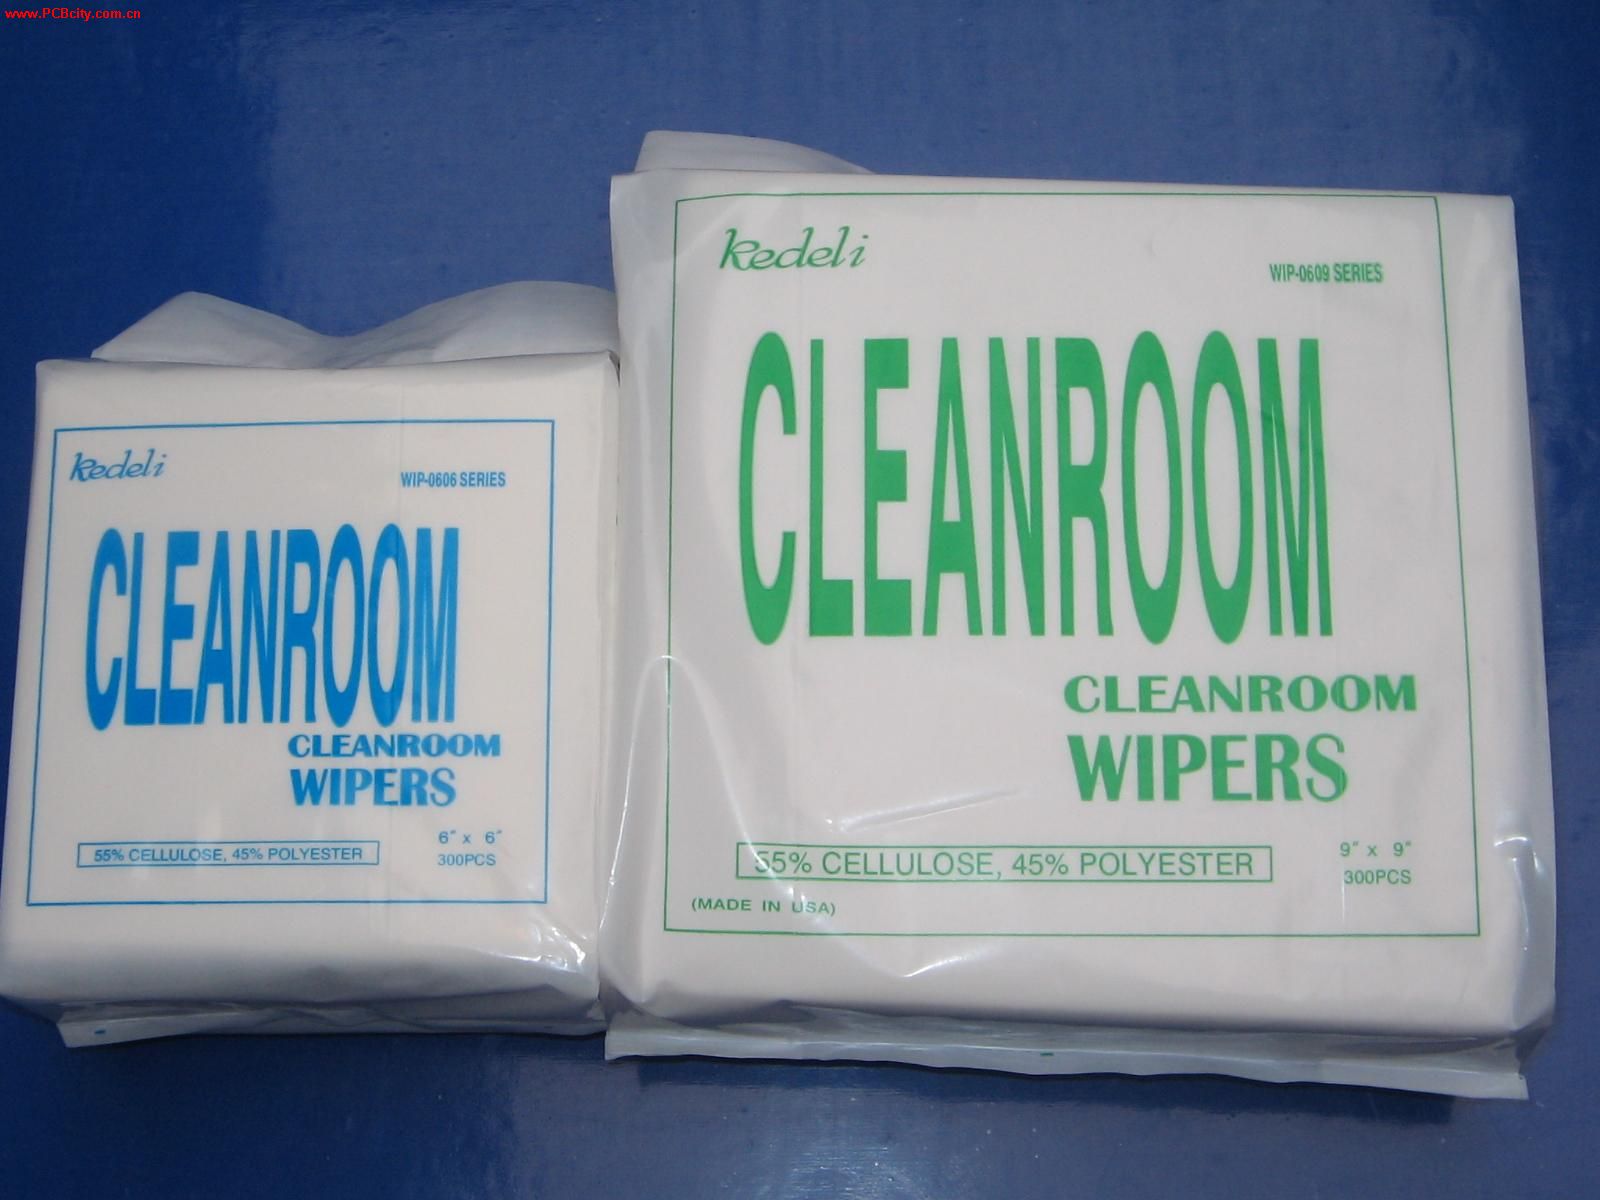 www.PCBcity.com.cn
Kedeli
WIP-0606 SERIES
CLEANROOM
CLEANROOM
WIPERS
55% CELLULOSE, 45% POLYESTER
6" x 6"
300PCS
Kedeli
WIP-0609 SERIES
CLEANROOM
CLEANROOM
WIPERS
55% CELLULOSE, 45% POLYESTER
9" x 9"
300PCS
(MADE IN USA)